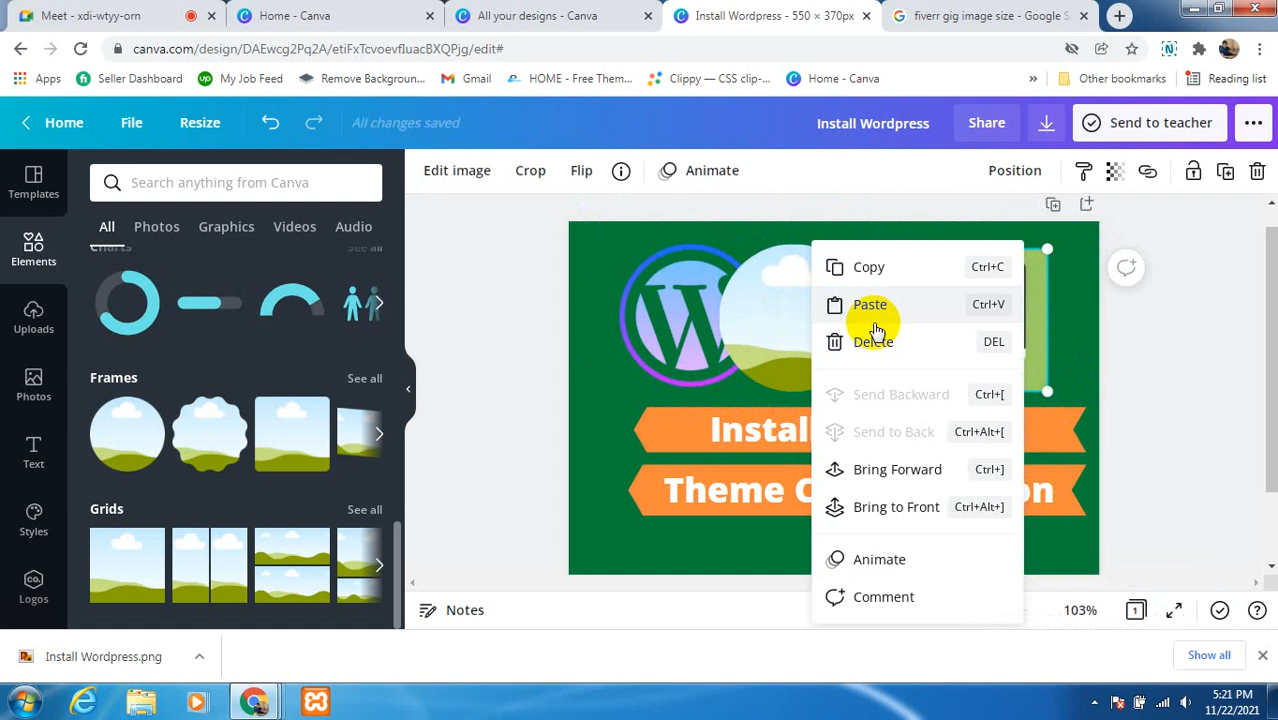 Meet - xdi-wtyy-orn
Home - Canva
All your designs - Canva
Install Wordpress - 550 × 370px
fiverr gig image size - Google S
canva.com/design/DAEwcg2Pq2A/etiFxTcvoevfIuacBXQPjg/edit#
Apps
Seller Dashboard
My Job Feed
Remove Backgroun...
Gmail
HOME - Free Them...
Clippy — CSS clip-...
Home - Canva
»
Other bookmarks
Reading list
Home
File
Resize
All changes saved
Install Wordpress
Share
Send to teacher
Templates
Elements
Uploads
Photos
Text
Styles
CO.
Logos
Search anything from Canva
All
Photos
Graphics
Videos
Audio
Charts
See all
Frames
See all
Grids
See all
Edit image
Crop
Flip
Animate
Position
Copy Ctrl+C
Paste Ctrl+V
Delete DEL
Send Backward Ctrl+[
Send to Back Ctrl+Alt+[
Bring Forward Ctrl+]
Bring to Front Ctrl+Alt+]
Animate
Comment
W
Instal
Theme
on
Notes
103%
1
Install Wordpress.png
Show all
5:21 PM
11/22/2021